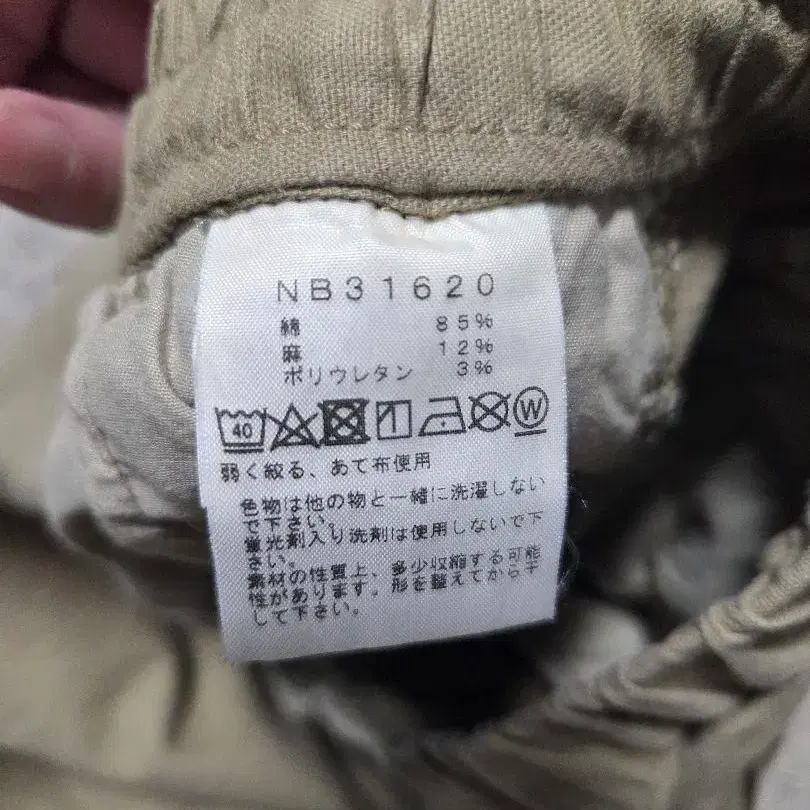 NB31620
綿 85%
麻 12%
ポリウレタン 3%
40 W
弱く絞る、あて布使用
色物は他の物と一緒に洗濯しない
で下さい。
蛍光剤入り洗剤は使用しないで下
さい。
素材の性質上、多少収縮する可能
性があります。形を整えてから干
して下さい。